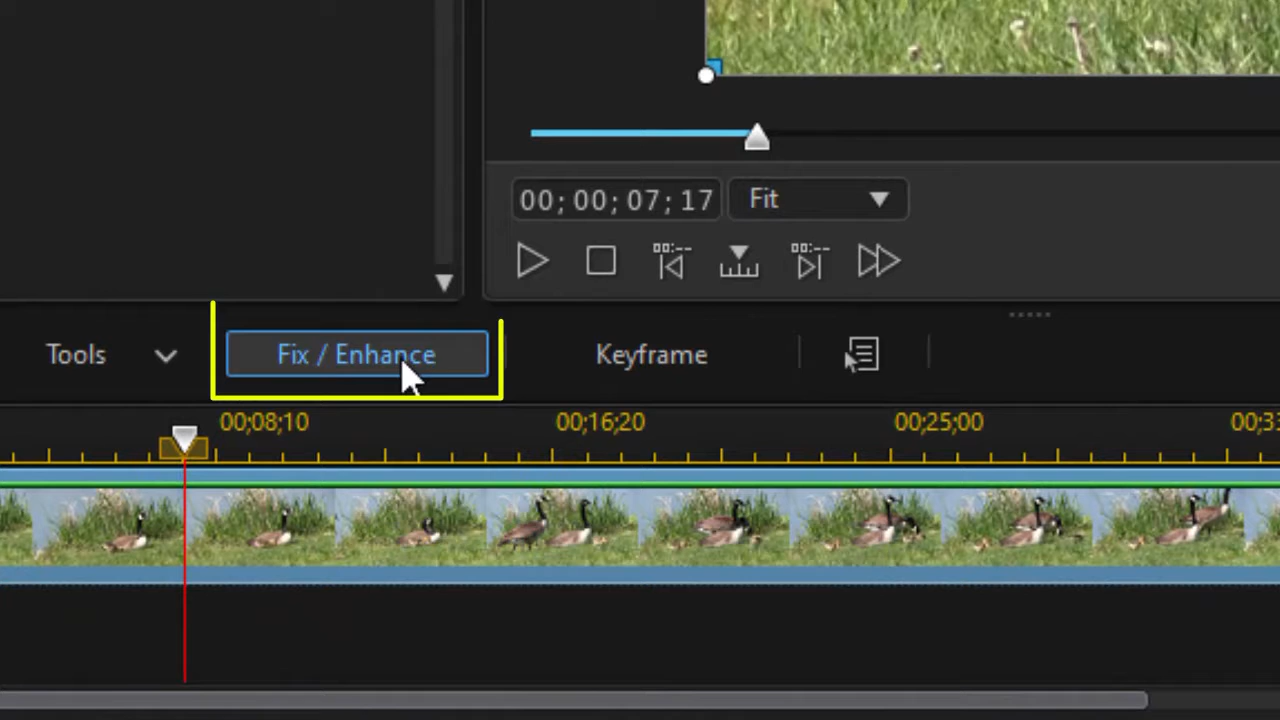 00; 00; 07; 17 Fit
Tools Fix / Enhance Keyframe
00;08;10 00;16;20 00;25;00